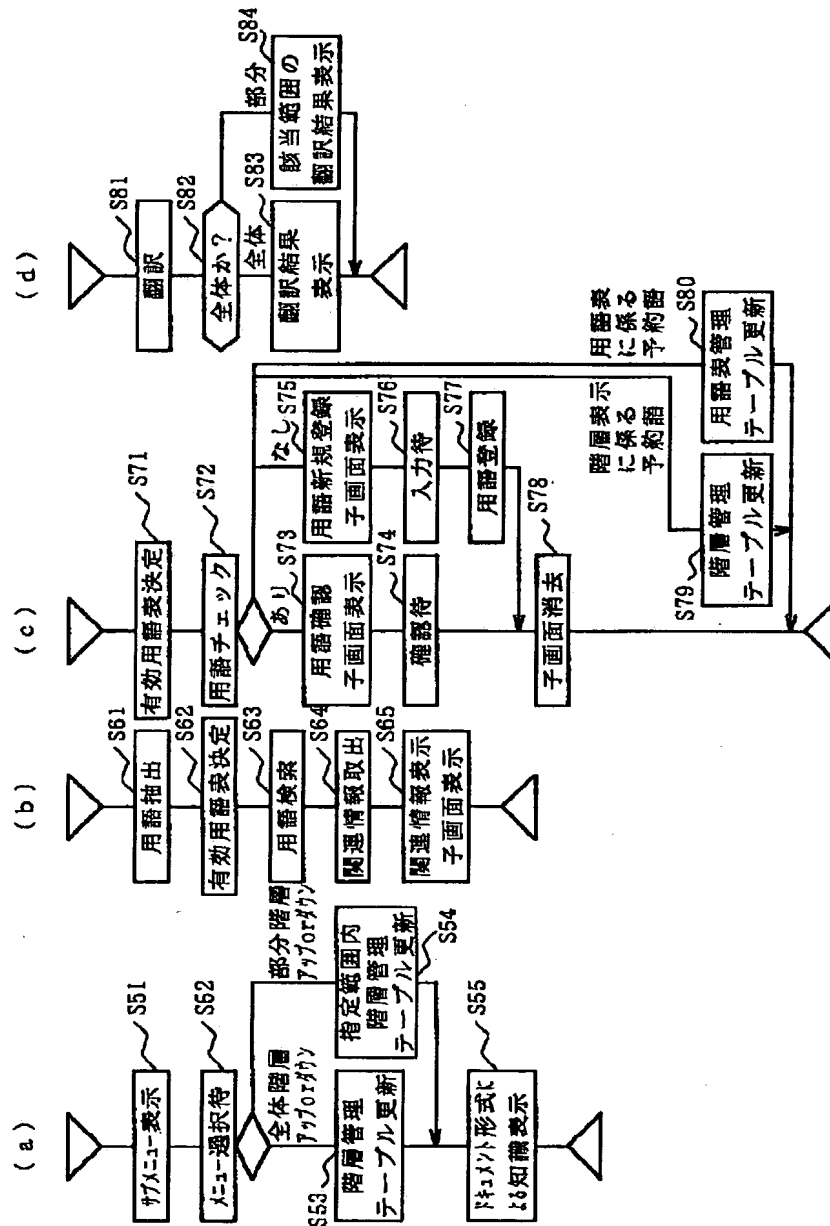 (a)
S51
サブメニュー表示
S52
メニュー選択待
全体階層
アップorダウン
部分階層
アップorダウン
S53
階層管理
テーブル更新
指定範囲内
階層管理
テーブル更新
S54
S55
ドキュメント形式に
よる知識表示
(b)
S61
用語抽出
S62
有効用語表決定
S63
用語検索
S64
関連情報取出
S65
関連情報表示
子画面表示
(c)
S71
有効用語表決定
S72
用語チェック
あり
S73
用語確認
子画面表示
S74
確認待
なし
S75
用語新規登録
子画面表示
S76
入力待
S77
用語登録
S78
子画面消去
階層表示
に係る
予約語
S79
階層管理
テーブル更新
用語表
に係る
予約語
S80
用語表管理
テーブル更新
(d)
S81
翻訳
S82
全体か?
全体
S83
翻訳結果
表示
部分
S84
該当範囲の
翻訳結果表示